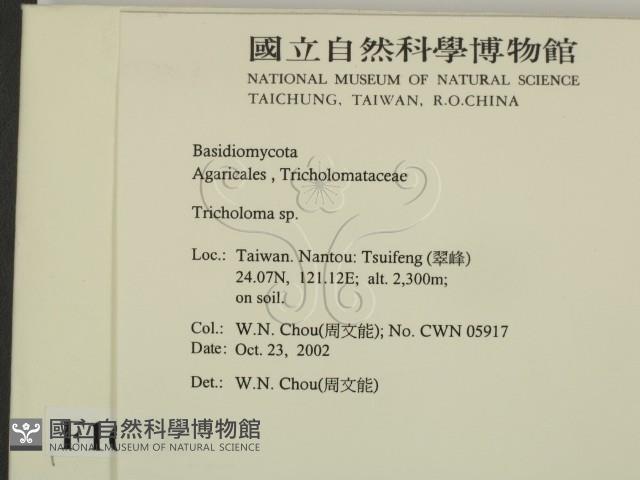 國立自然科學博物館
NATIONAL MUSEUM OF NATURAL SCIENCE
TAICHUNG, TAIWAN, R.O.CHINA
Basidiomycota
Agaricales , Tricholomataceae
Tricholoma sp.
Loc.: Taiwan. Nantou: Tsuifeng (翠峰)
24.07N, 121.12E; alt. 2,300m;
on soil.
Col.: W.N. Chou(周文能); No. CWN 05917
Date: Oct. 23, 2002
Det.: W.N. Chou(周文能)
國立自然科學博物館
NATIONAL MUSEUM OF NATURAL SCIENCE